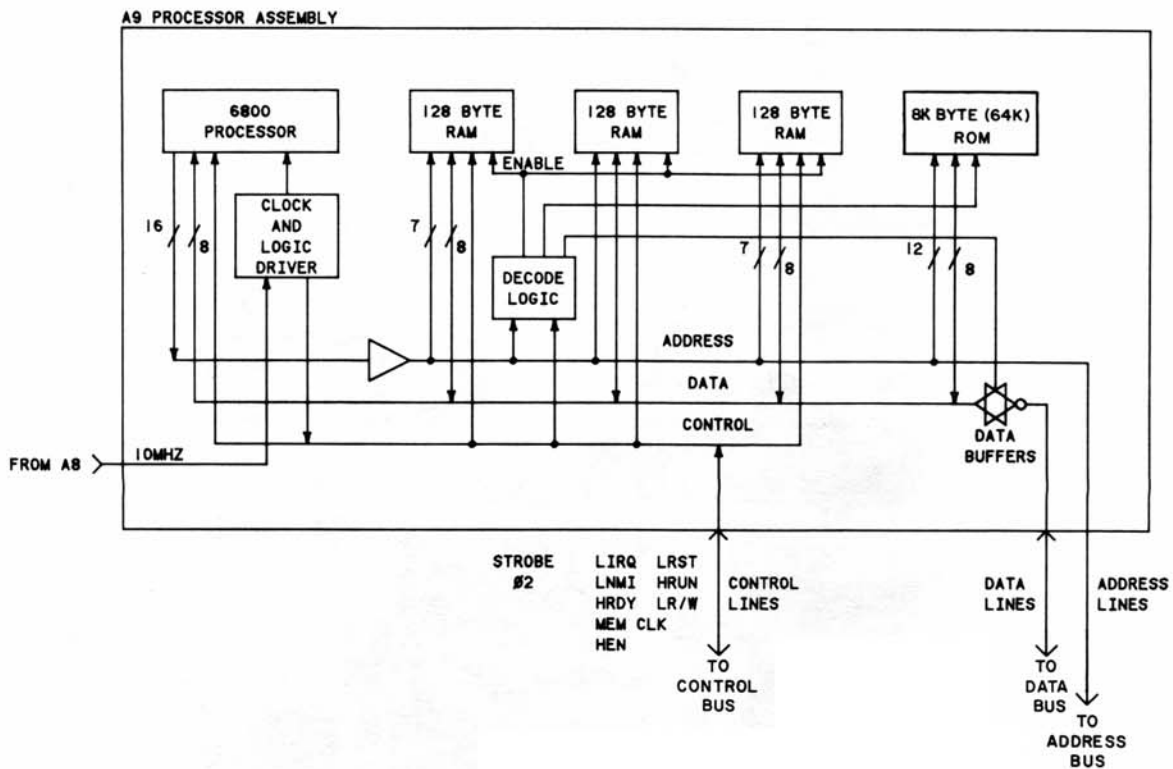 A9 PROCESSOR ASSEMBLY
6800
PROCESSOR
128 BYTE
RAM
128 BYTE
RAM
128 BYTE
RAM
8K BYTE (64K)
ROM
ENABLE
CLOCK
AND
LOGIC
DRIVER
16
8
7
8
7
8
12
8
DECODE
LOGIC
ADDRESS
DATA
CONTROL
DATA
BUFFERS
FROM A8
10MHZ
STROBE
Ø2
LIRQ LRST
LNMI HRUN
HRDY LR/W
MEM CLK
HEN
CONTROL
LINES
DATA
LINES
ADDRESS
LINES
TO
CONTROL
BUS
TO
DATA
BUS
TO
ADDRESS
BUS